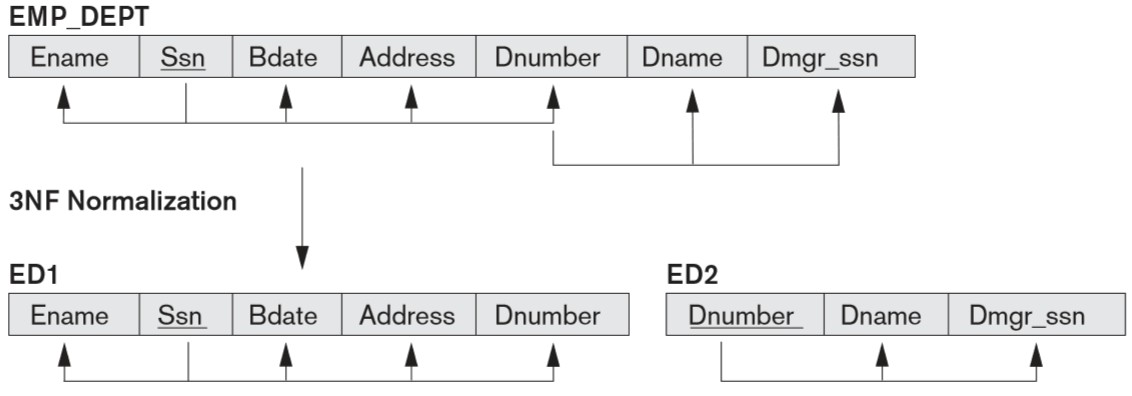 EMP_DEPT
Ename Ssn Bdate Address Dnumber Dname Dmgr_ssn
3NF Normalization
ED1 ED2
Ename Ssn Bdate Address Dnumber Dnumber Dname Dmgr_ssn